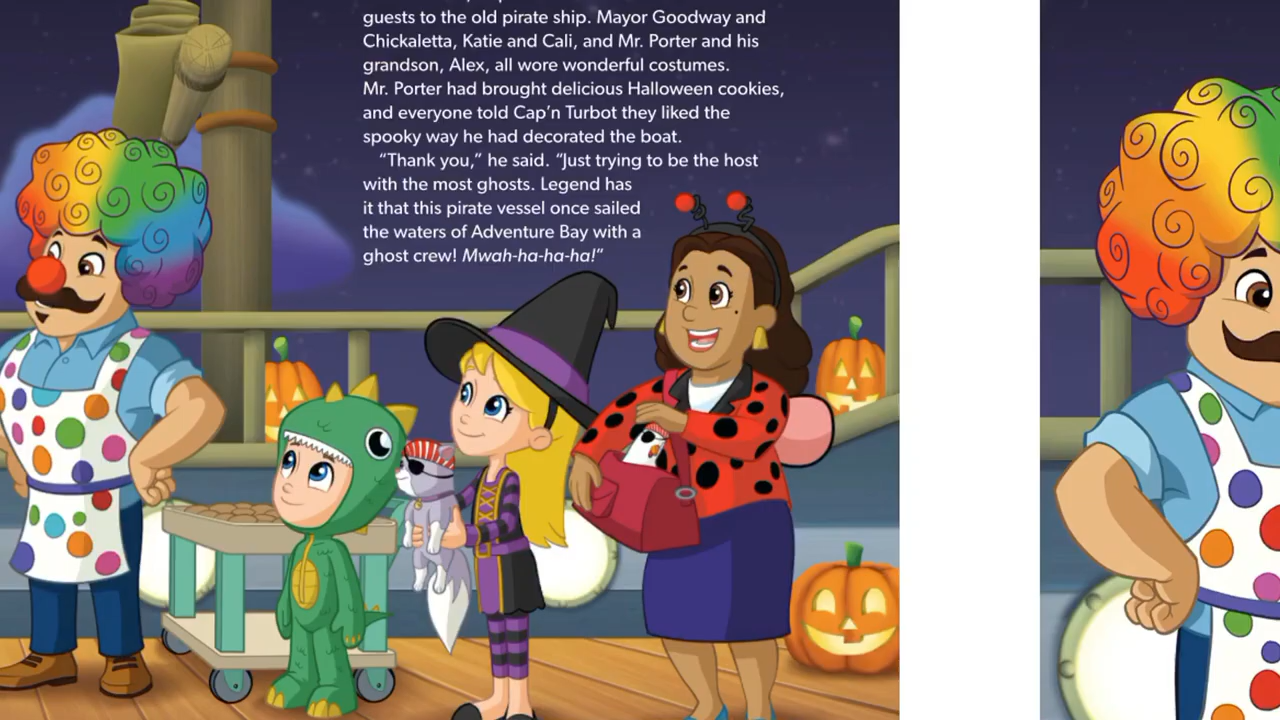 guests to the old pirate ship. Mayor Goodway and
Chickaletta, Katie and Cali, and Mr. Porter and his
grandson, Alex, all wore wonderful costumes.
Mr. Porter had brought delicious Halloween cookies,
and everyone told Cap’n Turbot they liked the
spooky way he had decorated the boat.
“Thank you,” he said. “Just trying to be the host
with the most ghosts. Legend has
it that this pirate vessel once sailed
the waters of Adventure Bay with a
ghost crew! Mwah-ha-ha-ha!”